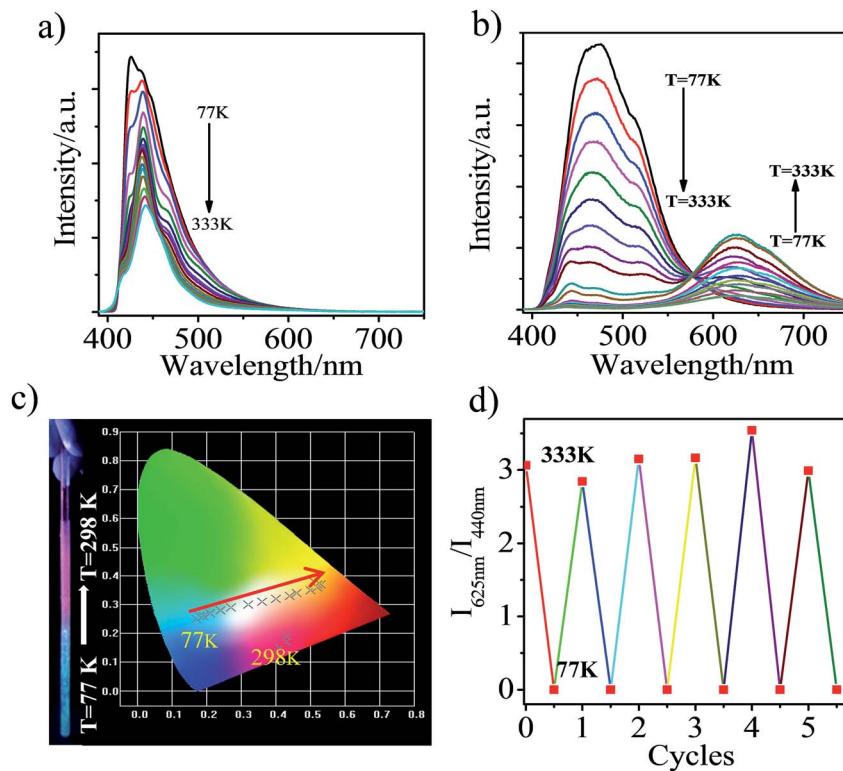 a)
Intensity/a.u.
77K
333K
400 500 600 700
Wavelength/nm
b)
Intensity/a.u.
T=77K
T=333K
T=333K
T=77K
400 500 600 700
Wavelength/nm
c)
T=77 K
T=298 K
0.9
0.8
0.7
0.6
0.5
0.4
0.3
0.2
0.1
0.0
77K
298K
0.0 0.1 0.2 0.3 0.4 0.5 0.6 0.7 0.8
d)
I625nm/I440nm
3
2
1
0
333K
77K
0 1 2 3 4 5
Cycles